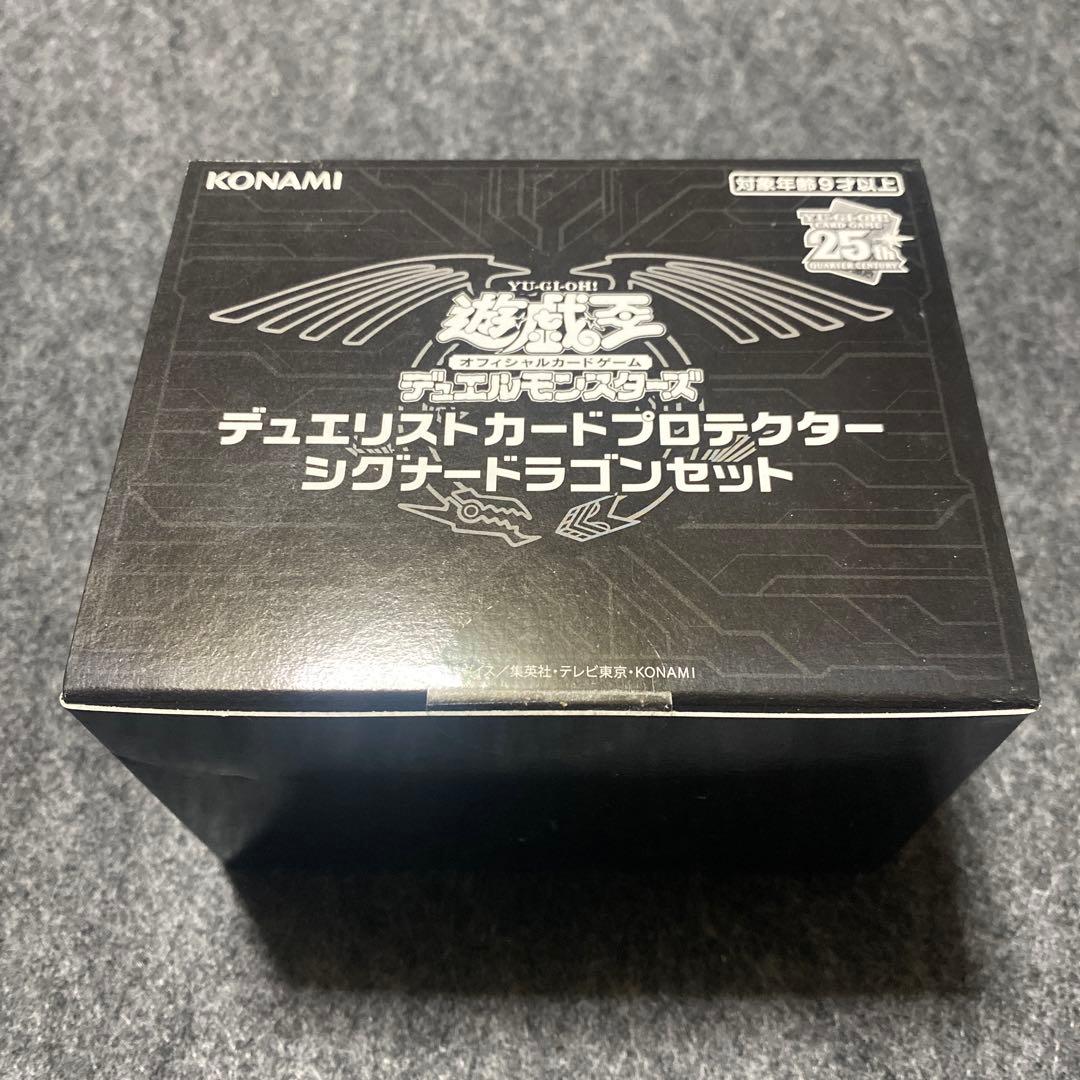 KONAMI
対象年齢9才以上
YU-GI-OH!
CARD GAME
25th
QUARTER CENTURY
YU-GI-OH!
遊戯王
オフィシャルカードゲーム
デュエルモンスターズ
デュエリストカードプロテクター
シグナードラゴンセット
イス/集英社・テレビ東京・KONAMI